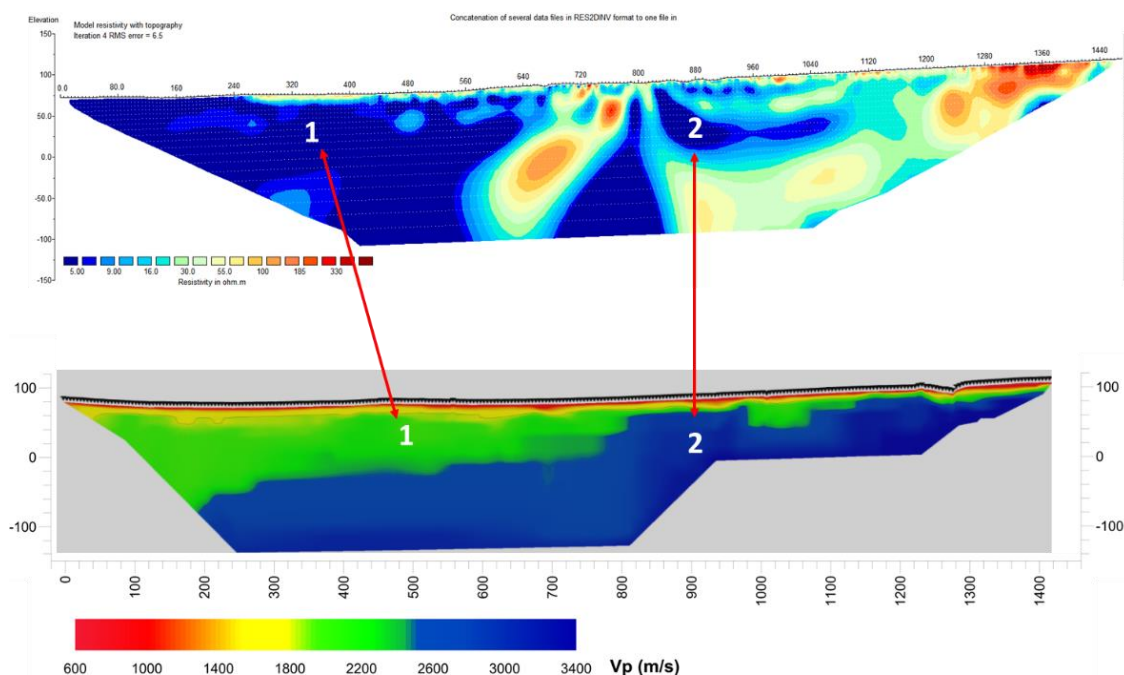 Elevation
Model resistivity with topography
Iteration 4 RMS error = 6.5
Concatenation of several data files in RES2DINV format to one file in
150
100
50.0
0.0
-50.0
-100
-150
0.0 80.0 160 240 320 400 480 560 640 720 800 880 960 1040 1120 1200 1280 1360 1440
1 2
5.00 9.00 16.0 30.0 55.0 100 185 330
Resistivity in ohm.m
100 100
0 0
-100 -100
1 2
0 100 200 300 400 500 600 700 800 900 1000 1100 1200 1300 1400
600 1000 1400 1800 2200 2600 3000 3400 Vp (m/s)